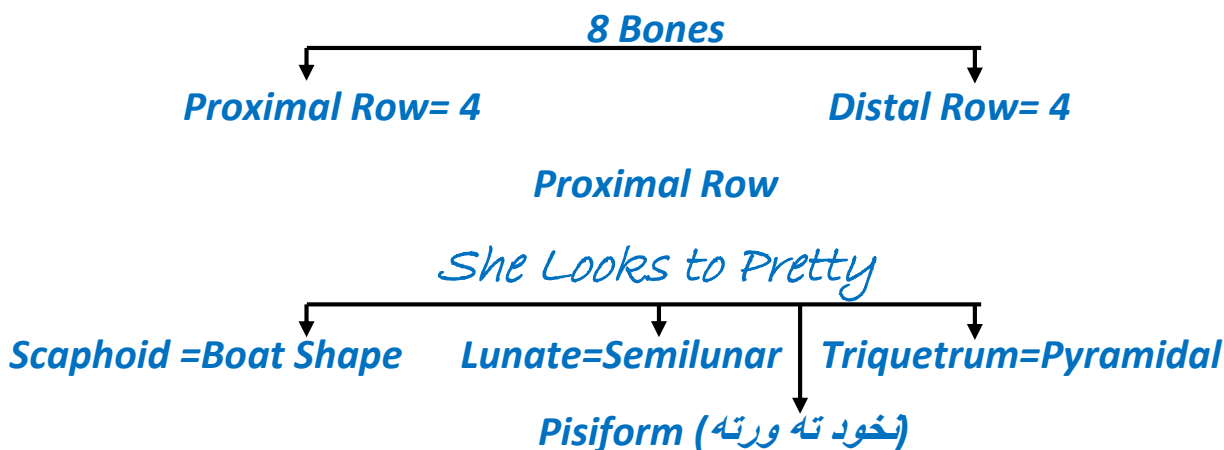 8 Bones
Proximal Row= 4 Distal Row= 4
Proximal Row
She Looks to Pretty
Scaphoid =Boat Shape Lunate=Semilunar Triquetrum=Pyramidal
Pisiform (نخود ته ورته)